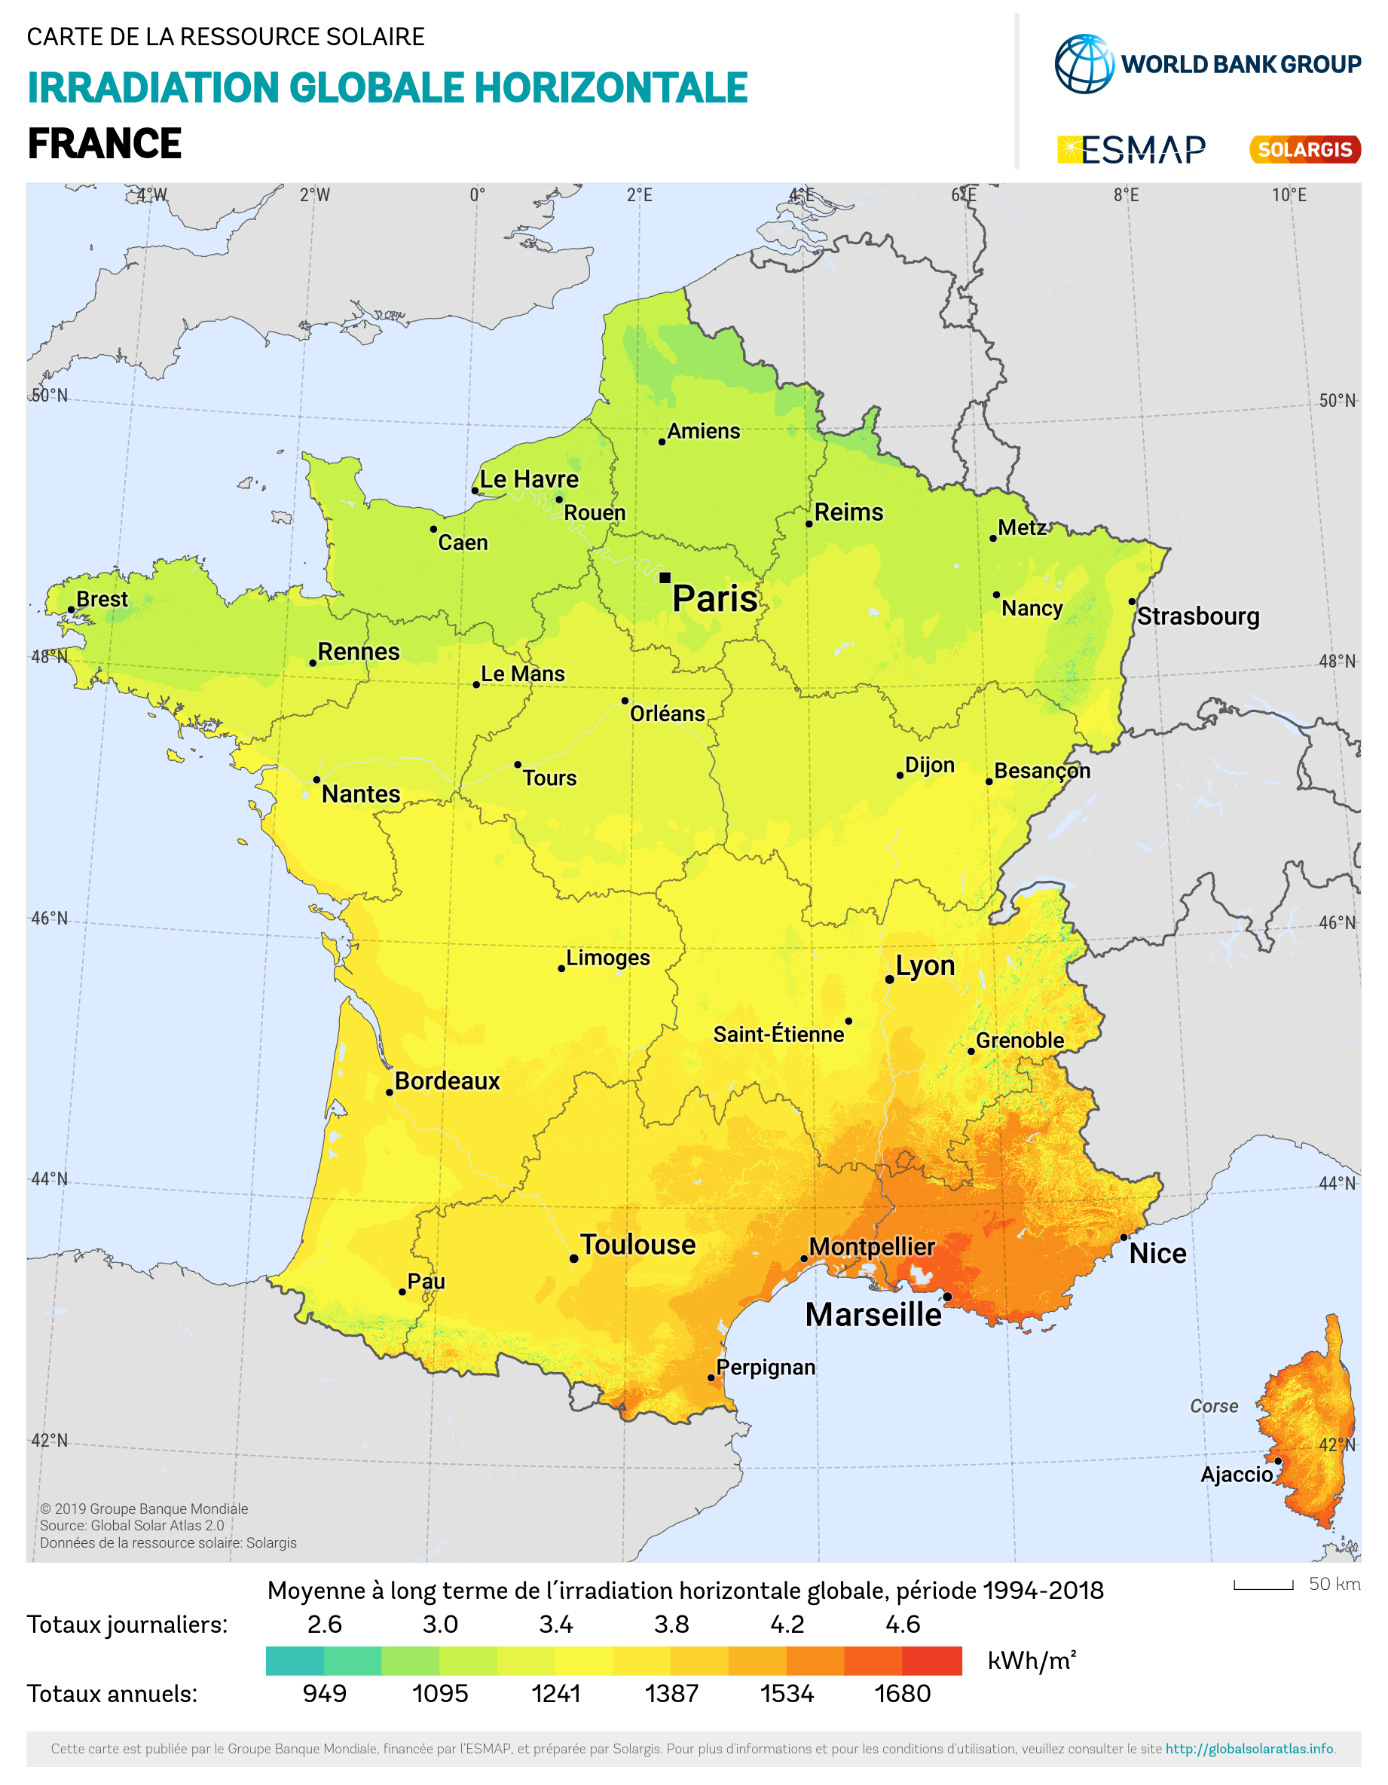 CARTE DE LA RESSOURCE SOLAIRE
IRRADIATION GLOBALE HORIZONTALE
FRANCE
WORLD BANK GROUP
ESMAP
SOLARGIS
4°W
2°W
0°
2°E
4°E
6°E
8°E
10°E
50°N
50°N
Amiens
Le Havre
Rouen
Reims
Caen
Metz
Paris
Brest
Nancy
Strasbourg
48°N
Rennes
48°N
Le Mans
Orléans
Dijon
Besançon
Tours
Nantes
46°N
46°N
Limoges
Lyon
Saint-Étienne
Grenoble
Bordeaux
44°N
44°N
Toulouse
Montpellier
Nice
Pau
Marseille
Perpignan
Corse
42°N
42°N
Ajaccio
© 2019 Groupe Banque Mondiale
Source: Global Solar Atlas 2.0
Données de la ressource solaire: Solargis
Moyenne à long terme de l´irradiation horizontale globale, période 1994-2018
50 km
Totaux journaliers: 2.6 3.0 3.4 3.8 4.2 4.6
kWh/m²
Totaux annuels: 949 1095 1241 1387 1534 1680
Cette carte est publiée par le Groupe Banque Mondiale, financée par l'ESMAP, et préparée par Solargis. Pour plus d'informations et pour les conditions d'utilisation, veuillez consulter le site http://globalsolaratlas.info.